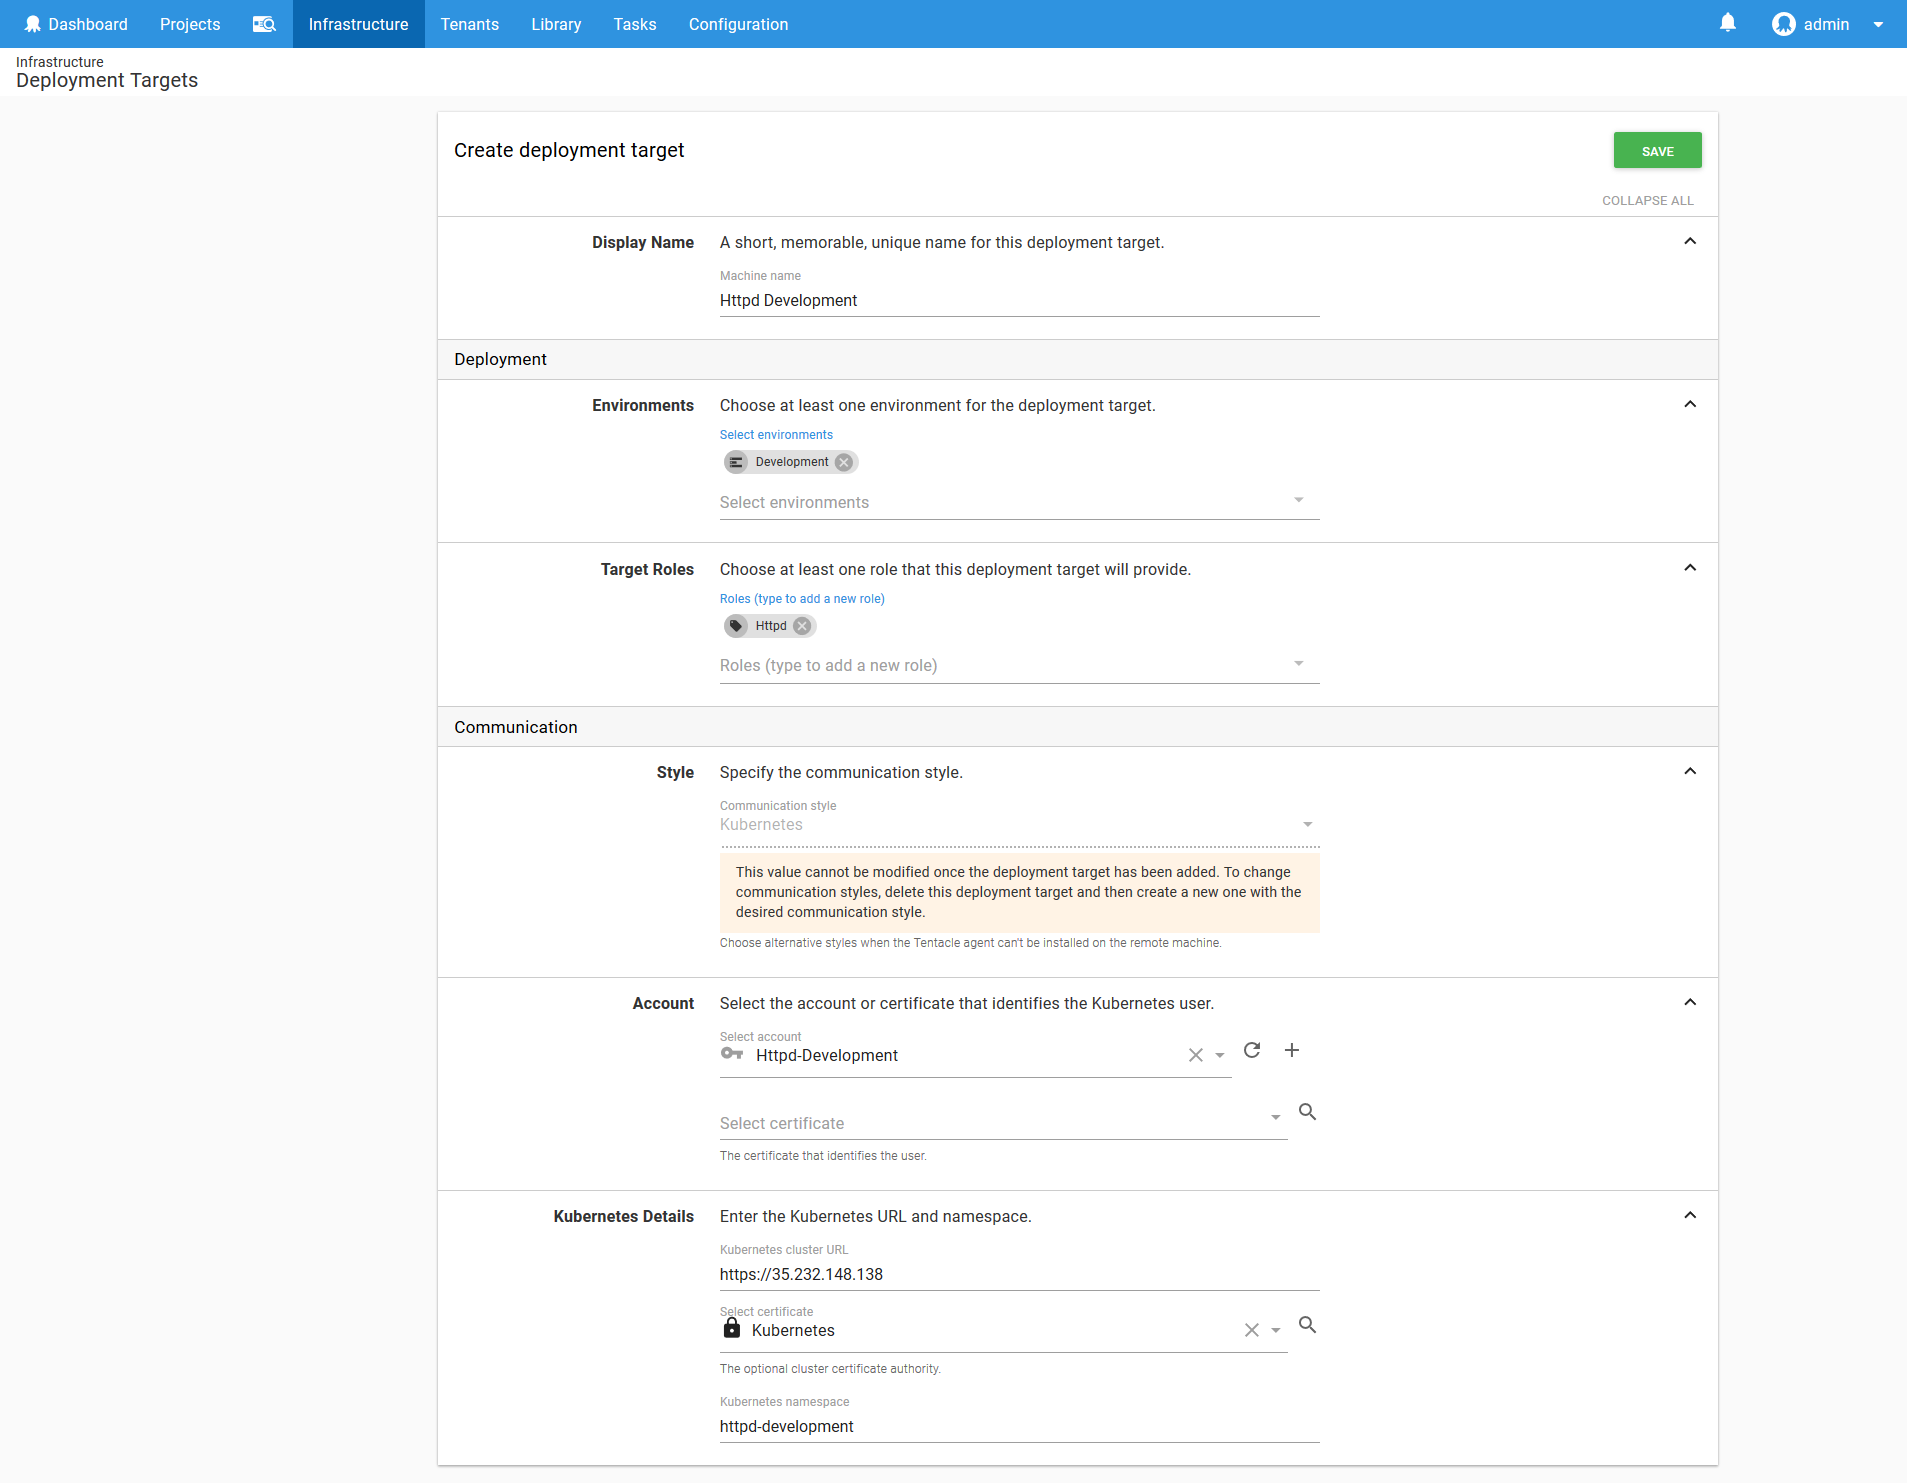 Dashboard Projects Infrastructure Tenants Library Tasks Configuration admin
Infrastructure
Deployment Targets
Create deployment target
SAVE
COLLAPSE ALL
Display Name A short, memorable, unique name for this deployment target.
Machine name
Httpd Development
Deployment
Environments Choose at least one environment for the deployment target.
Select environments
Development
Select environments
Target Roles Choose at least one role that this deployment target will provide.
Roles (type to add a new role)
Httpd
Roles (type to add a new role)
Communication
Style Specify the communication style.
Communication style
Kubernetes
This value cannot be modified once the deployment target has been added. To change
communication styles, delete this deployment target and then create a new one with the
desired communication style.
Choose alternative styles when the Tentacle agent can't be installed on the remote machine.
Account Select the account or certificate that identifies the Kubernetes user.
Select account
Httpd-Development
Select certificate
The certificate that identifies the user.
Kubernetes Details Enter the Kubernetes URL and namespace.
Kubernetes cluster URL
https://35.232.148.138
Select certificate
Kubernetes
The optional cluster certificate authority.
Kubernetes namespace
httpd-development